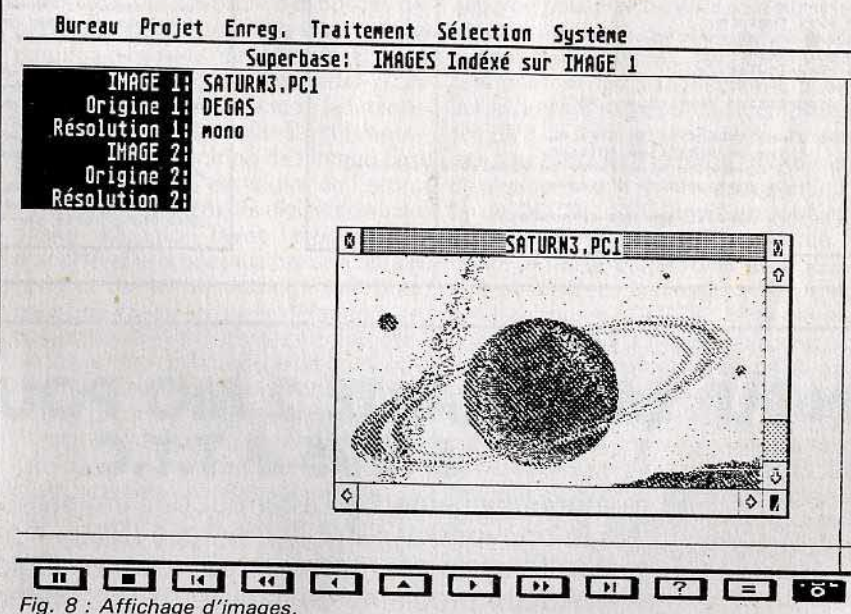 Bureau Projet Enreg. Traitement Sélection Système
Superbase: IMAGES Indéxé sur IMAGE 1
IMAGE 1: SATURN3.PC1
Origine 1: DEGAS
Résolution 1: mono
IMAGE 2:
Origine 2:
Résolution 2:
SATURN3.PC1
? =
Fig. 8 : Affichage d'images.